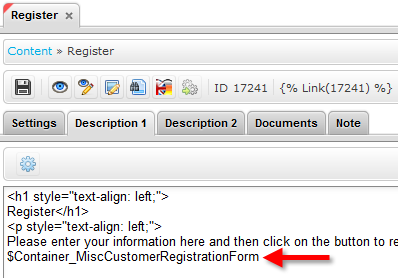 Register ×
Content » Register
ID 17241 {% Link(17241) %}
Settings Description 1 Description 2 Documents Note
<h1 style="text-align: left;">
Register</h1>
<p style="text-align: left;">
Please enter your information here and then click on the button to re
$Container_MiscCustomerRegistrationForm